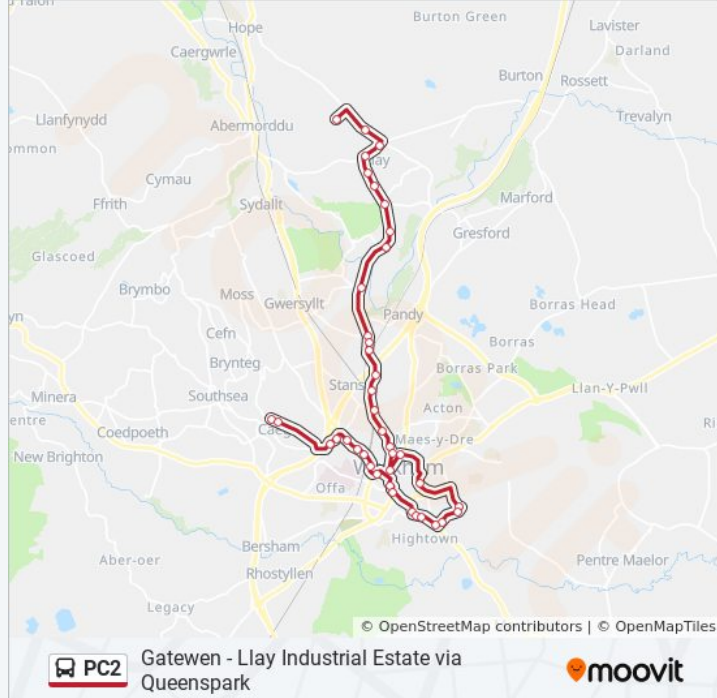 Burton Green
Lavister
Hope
Darland
Caergwrle
Burton
Rossett
Llanfynydd
Abermorddu
Trevalyn
Cymau
Ffrith
Sydallt
Marford
Gresford
Glascoed
Brymbo
Moss
Gwersyllt
Borras Head
Pandy
Cefn
Borras
Brynteg
Borras Park
Minera
Southsea
Llan-Y-Pwll
Acton
Coedpoeth
Maes-y-Dre
New Brighton
Offa
Hightown
Bersham
Aber-oer
Rhostyllen
Pentre Maelor
Legacy
© OpenStreetMap contributors | © OpenMapTiles
PC2
Gatewen - Llay Industrial Estate via
Queenspark
moovit